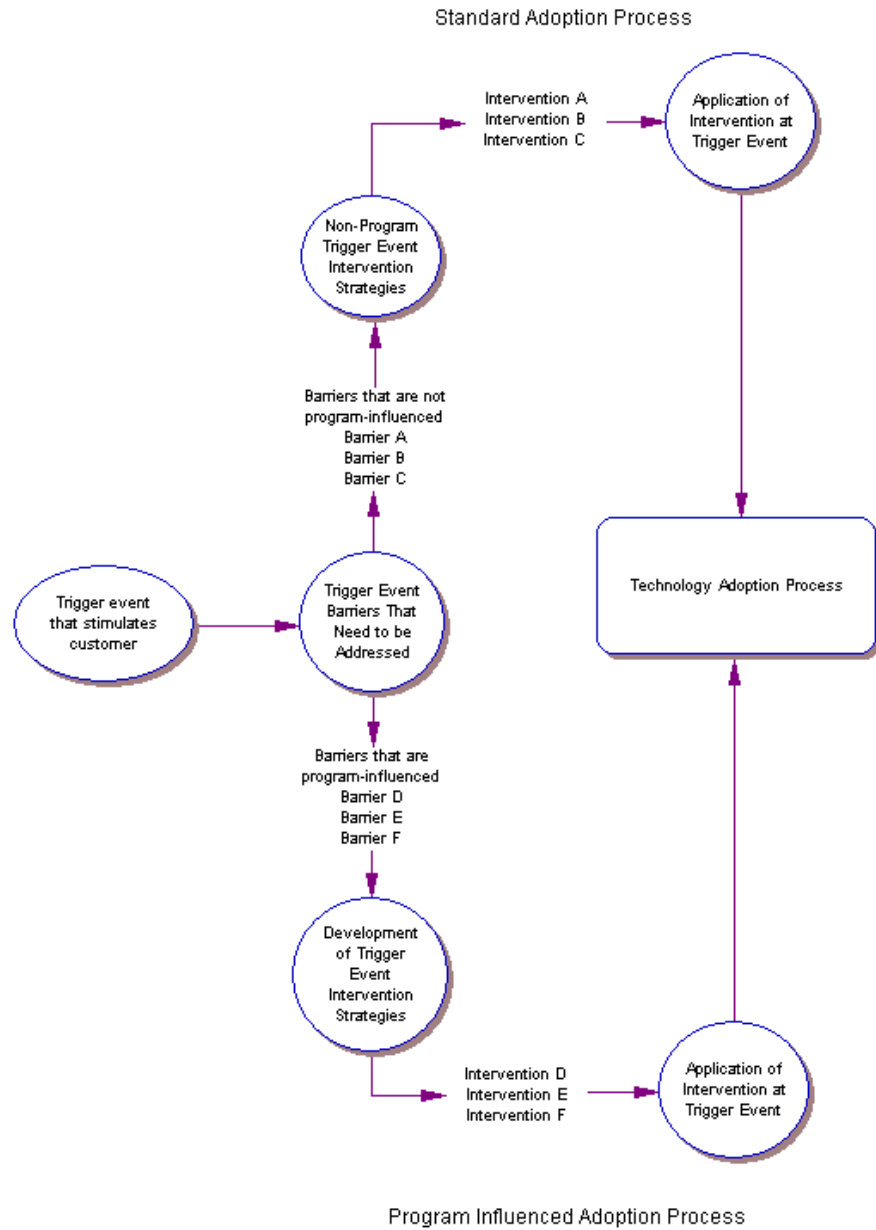 Standard Adoption Process
Intervention A
Intervention B
Intervention C
Application of
Intervention at
Trigger Event
Non-Program
Trigger Event
Intervention
Strategies
Barriers that are not
program-influenced
Barrier A
Barrier B
Barrier C
Trigger event
that stimulates
customer
Trigger Event
Barriers That
Need to be
Addressed
Technology Adoption Process
Barriers that are
program-influenced
Barrier D
Barrier E
Barrier F
Development
of Trigger
Event
Intervention
Strategies
Intervention D
Intervention E
Intervention F
Application of
Intervention at
Trigger Event
Program Influenced Adoption Process